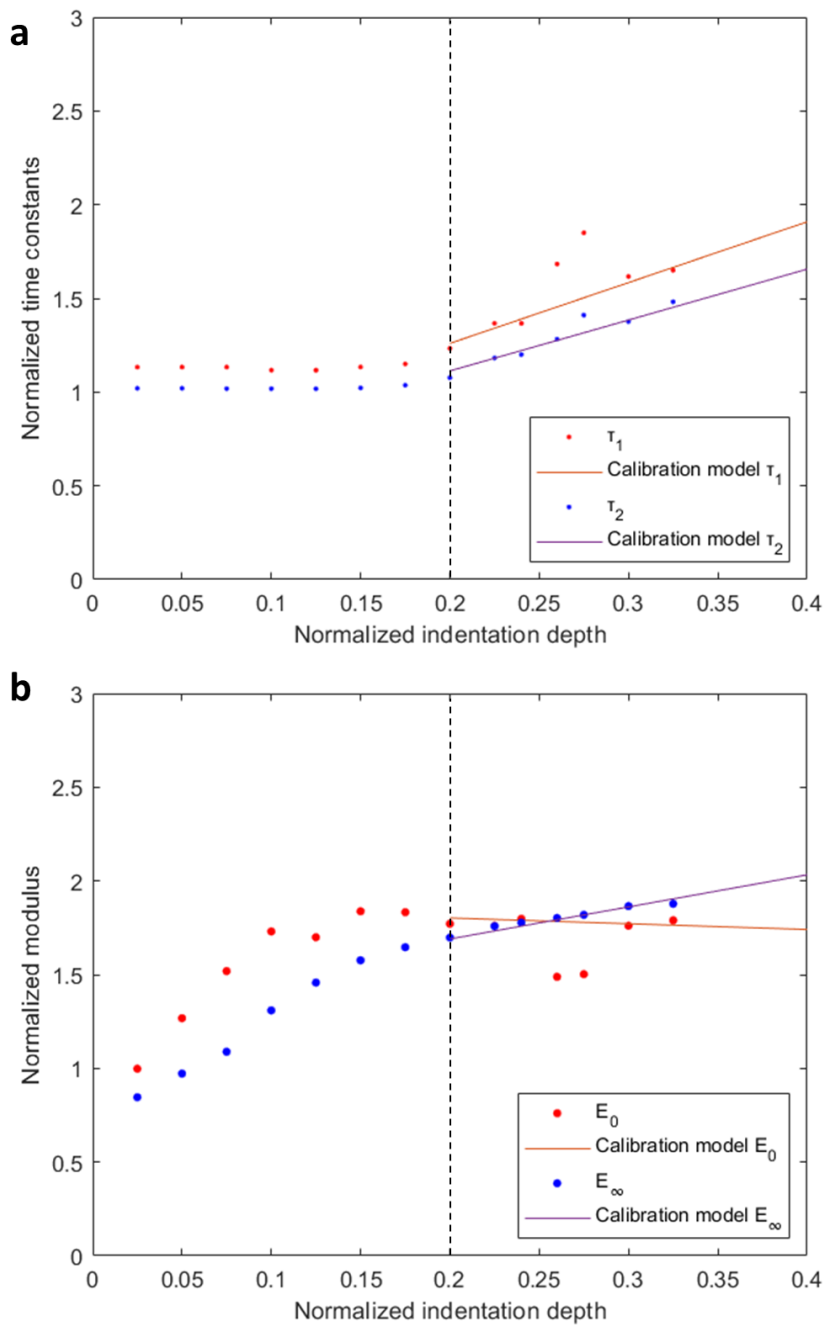 a
3
2.5
2
1.5
1
0.5
0
Normalized time constants
τ1
Calibration model τ1
τ2
Calibration model τ2
0 0.05 0.1 0.15 0.2 0.25 0.3 0.35 0.4
Normalized indentation depth
b
3
2.5
2
1.5
1
0.5
0
Normalized modulus
E0
Calibration model E0
E∞
Calibration model E∞
0 0.05 0.1 0.15 0.2 0.25 0.3 0.35 0.4
Normalized indentation depth